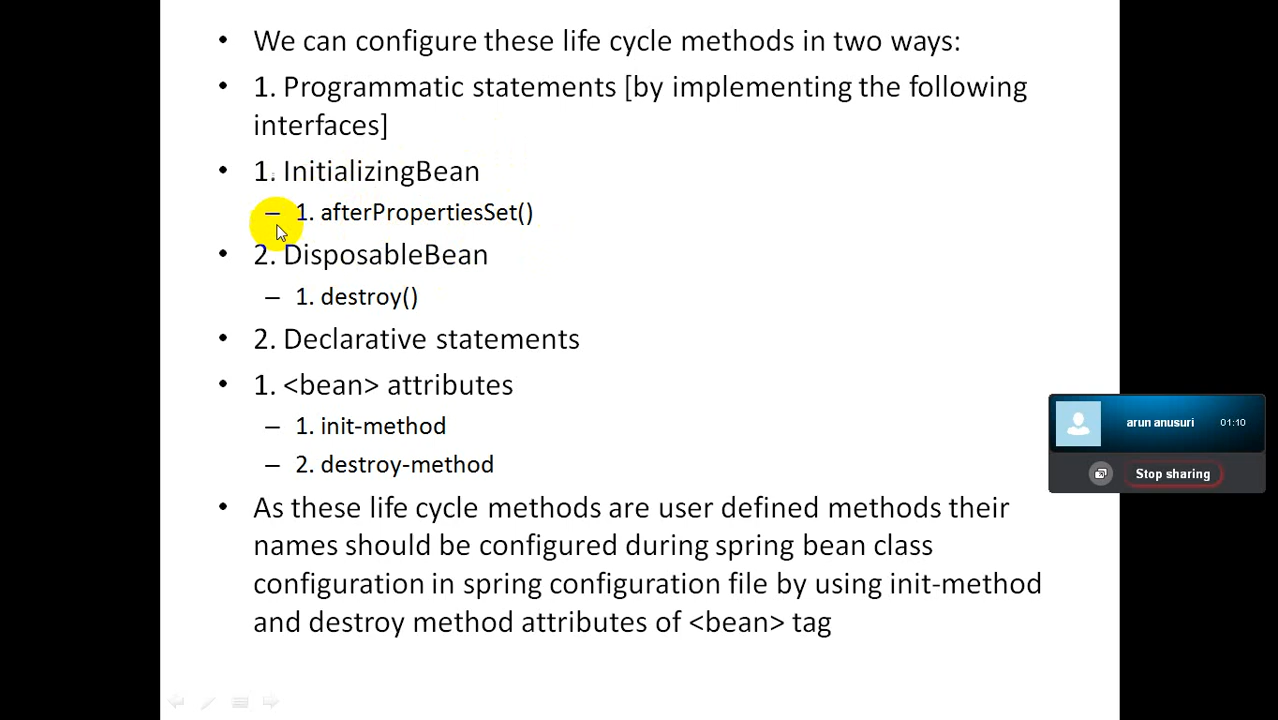 • We can configure these life cycle methods in two ways:
• 1. Programmatic statements [by implementing the following
interfaces]
• 1. InitializingBean
– 1. afterPropertiesSet()
• 2. DisposableBean
– 1. destroy()
• 2. Declarative statements
• 1. <bean> attributes
– 1. init-method
– 2. destroy-method
• As these life cycle methods are user defined methods their
names should be configured during spring bean class
configuration in spring configuration file by using init-method
and destroy method attributes of <bean> tag
arun anusuri 01:10
Stop sharing